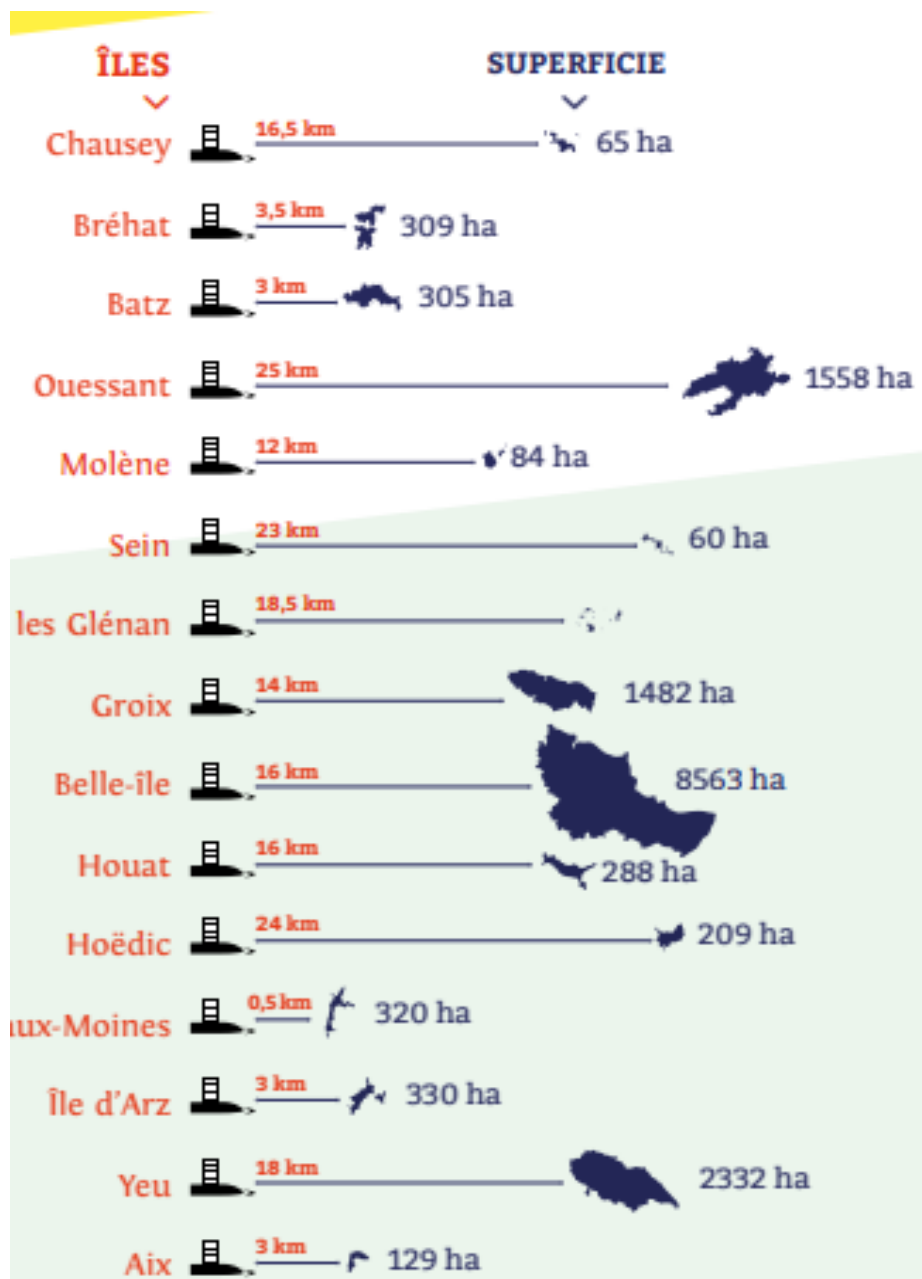 ÎLES SUPERFICIE
Chausey 16,5 km 65 ha
Bréhat 3,5 km 309 ha
Batz 3 km 305 ha
Ouessant 25 km 1558 ha
Molène 12 km 84 ha
Sein 23 km 60 ha
les Glénan 18,5 km
Groix 14 km 1482 ha
Belle-île 16 km 8563 ha
Houat 16 km 288 ha
Hoëdic 24 km 209 ha
aux-Moines 0,5 km 320 ha
Île d'Arz 3 km 330 ha
Yeu 18 km 2332 ha
Aix 3 km 129 ha